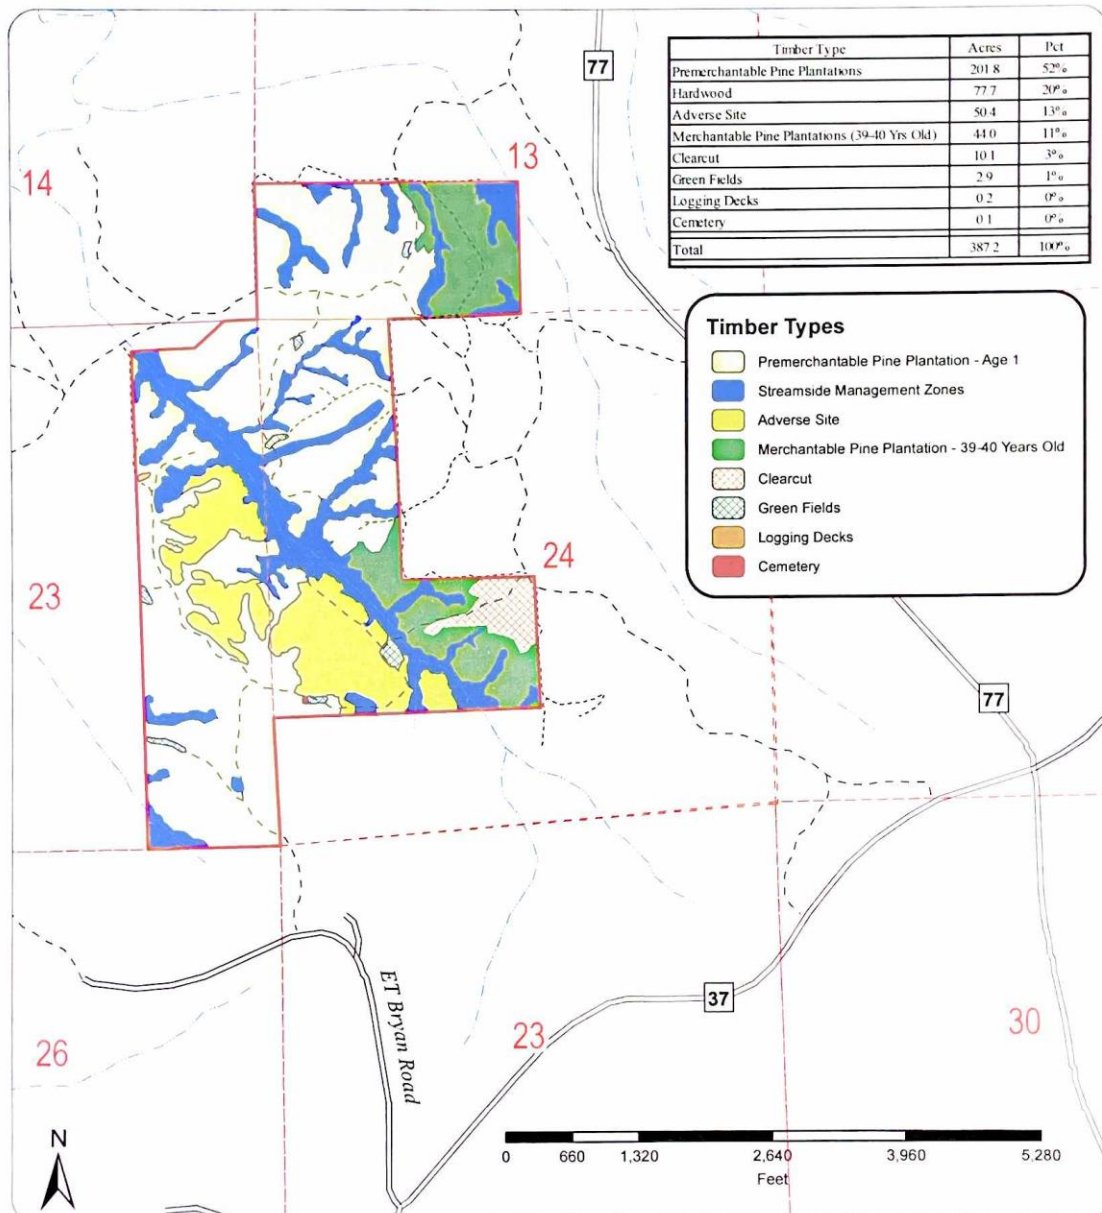 77
Timber Type Acres Pct
Premerchantable Pine Plantations 201.8 52%
Hardwood 77.7 20%
Adverse Site 50.4 13%
Merchantable Pine Plantations (39-40 Yrs Old) 44.0 11%
Clearcut 10.1 3%
Green Fields 2.9 1%
Logging Decks 0.2 0%
Cemetery 0.1 0%
Total 387.2 100%
14
13
Timber Types
Premerchantable Pine Plantation - Age 1
Streamside Management Zones
Adverse Site
Merchantable Pine Plantation - 39-40 Years Old
Clearcut
Green Fields
Logging Decks
Cemetery
23
24
77
ET Bryan Road
37
26
23
30
N
0 660 1,320 2,640 3,960 5,280
Feet